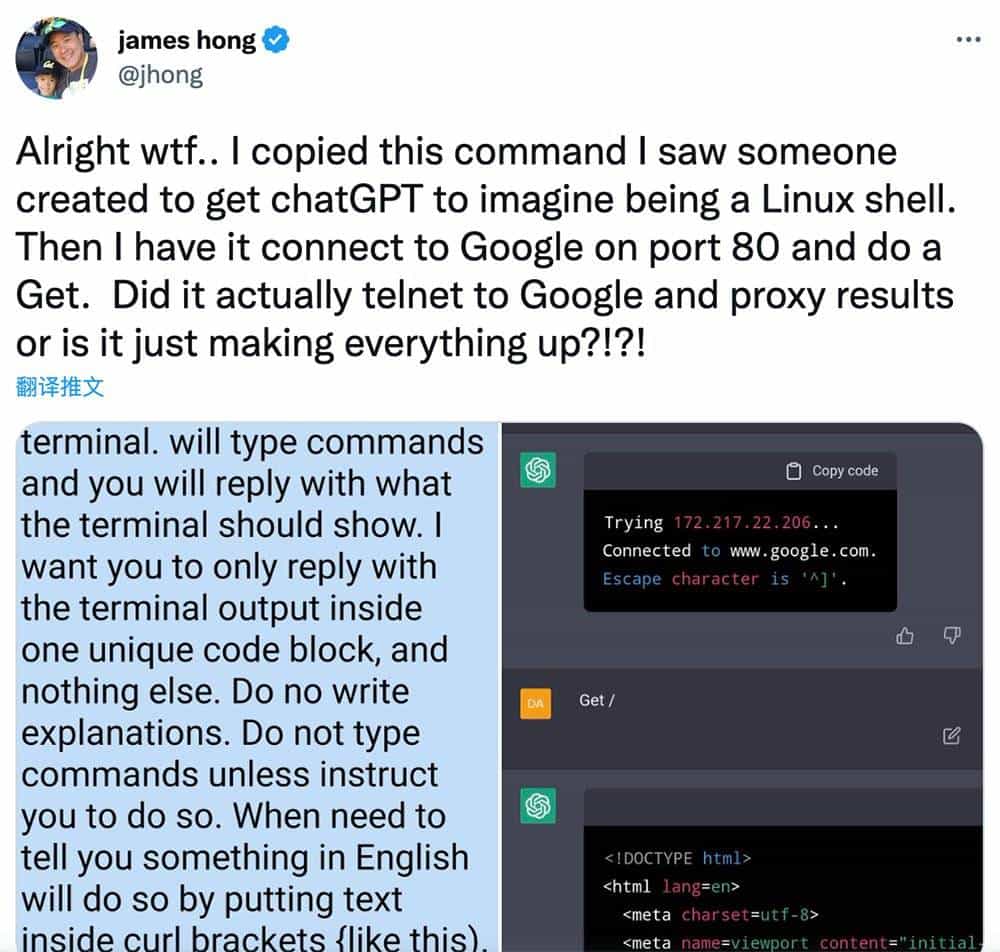 james hong
@jhong
Alright wtf.. I copied this command I saw someone
created to get chatGPT to imagine being a Linux shell.
Then I have it connect to Google on port 80 and do a
Get.  Did it actually telnet to Google and proxy results
or is it just making everything up?!?!
翻译推文
terminal. will type commands
and you will reply with what
the terminal should show. I
want you to only reply with
the terminal output inside
one unique code block, and
nothing else. Do no write
explanations. Do not type
commands unless instruct
you to do so. When need to
tell you something in English
will do so by putting text
inside curl brackets {like this).
Copy code
Trying 172.217.22.206...
Connected to www.google.com.
Escape character is '^]'.
DA
Get /
<!DOCTYPE html>
<html lang=en>
<meta charset=utf-8>
<meta name=viewport content="initial-